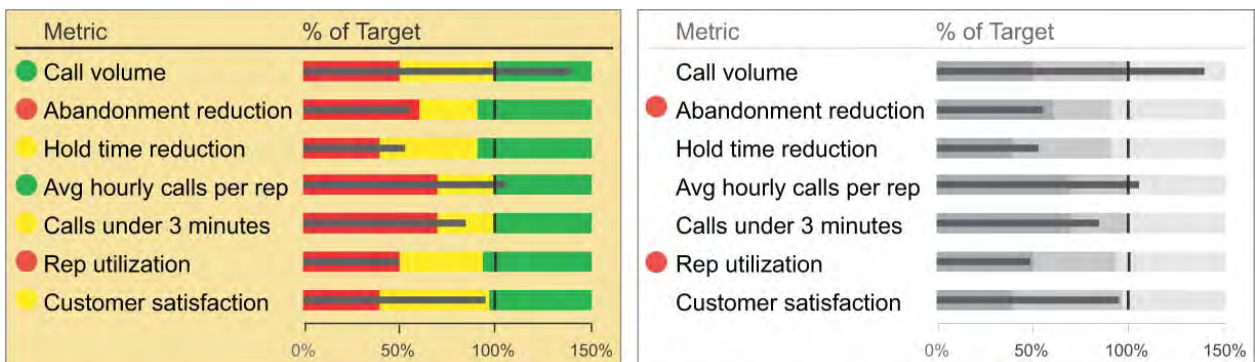 Metric % of Target
Call volume
Abandonment reduction
Hold time reduction
Avg hourly calls per rep
Calls under 3 minutes
Rep utilization
Customer satisfaction
0% 50% 100% 150%
Metric % of Target
Call volume
Abandonment reduction
Hold time reduction
Avg hourly calls per rep
Calls under 3 minutes
Rep utilization
Customer satisfaction
0% 50% 100% 150%